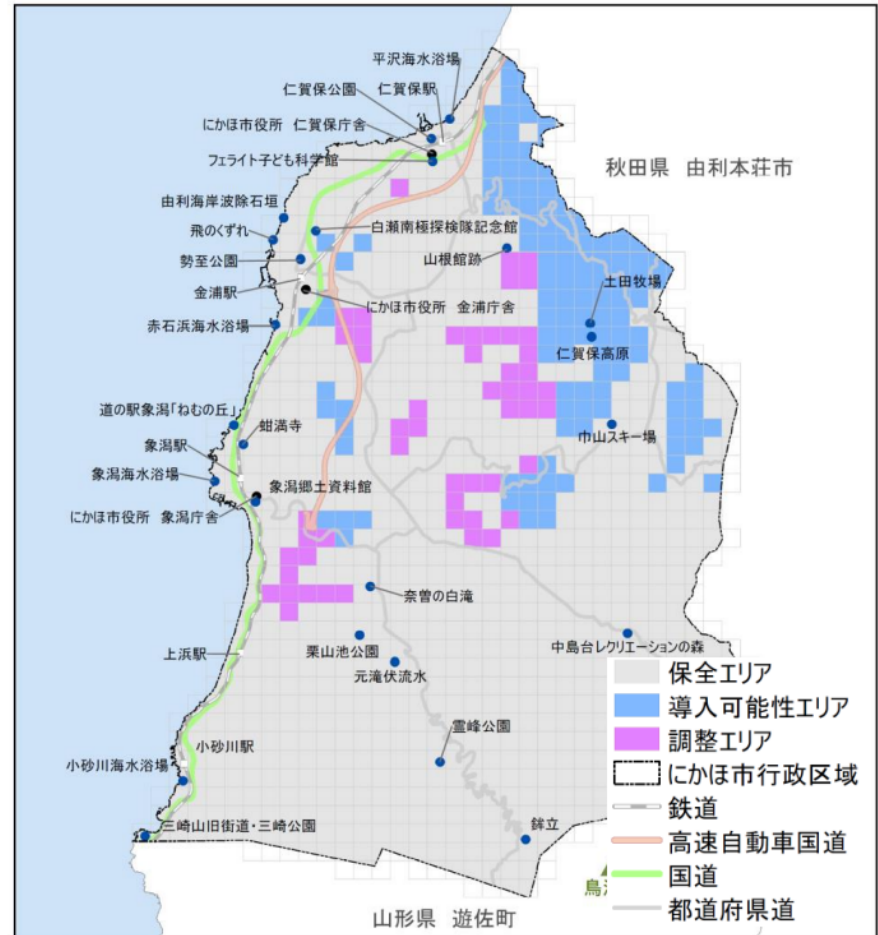 平沢海水浴場
仁賀保公園 仁賀保駅
にかほ市役所 仁賀保庁舎
フェライト子ども科学館
秋田県 由利本荘市
由利海岸波除石垣
白瀬南極探検隊記念館
飛のくずれ
山根館跡
勢至公園
土田牧場
金浦駅
にかほ市役所 金浦庁舎
赤石浜海水浴場
仁賀保高原
道の駅象潟「ねむの丘」
蚶満寺
巾山スキー場
象潟駅
象潟海水浴場
象潟郷土資料館
にかほ市役所 象潟庁舎
奈曽の白滝
中島台レクリエーションの森
上浜駅
栗山池公園
元滝伏流水
霊峰公園
小砂川駅
小砂川海水浴場
三崎山旧街道・三崎公園
鉾立
鳥
山形県 遊佐町
保全エリア
導入可能性エリア
調整エリア
にかほ市行政区域
鉄道
高速自動車国道
国道
都道府県道